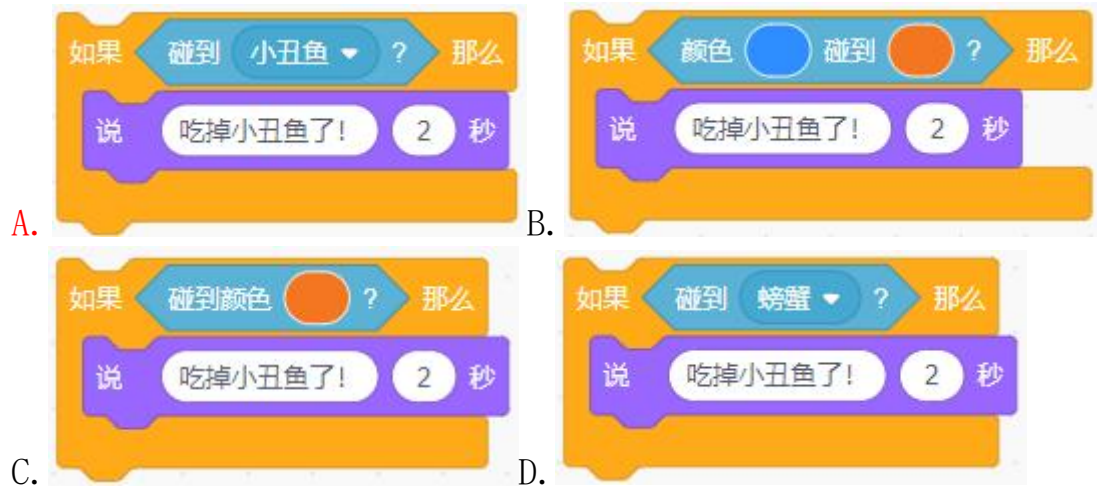 如果 碰到 小丑鱼 ? 那么
说 吃掉小丑鱼了! 2 秒
A.
如果 颜色 碰到 ? 那么
说 吃掉小丑鱼了! 2 秒
B.
如果 碰到颜色 ? 那么
说 吃掉小丑鱼了! 2 秒
C.
如果 碰到 螃蟹 ? 那么
说 吃掉小丑鱼了! 2 秒
D.